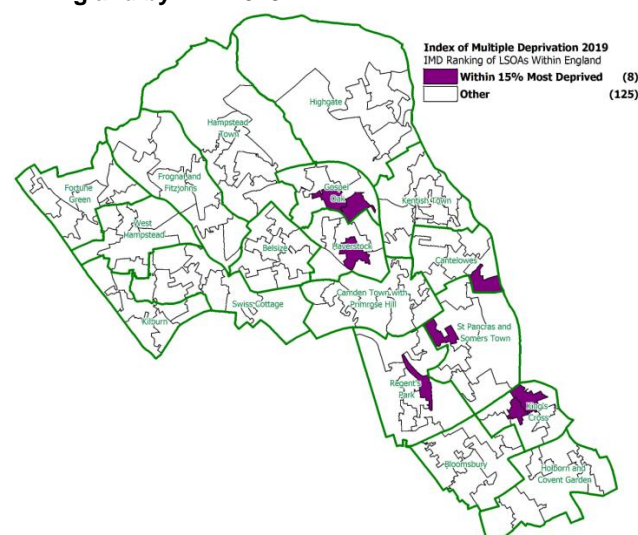 Index of Multiple Deprivation 2019
IMD Ranking of LSOAs Within England
Within 15% Most Deprived (8)
Other (125)
Highgate
Hampstead
Town
Gospel
Oak
Frognal and
Fitzjohns
Fortune
Green
Kentish Town
West
Hampstead
Belsize
Haverstock
Cantelowes
Swiss Cottage
Camden Town with
Primrose Hill
Kilburn
St Pancras and
Somers Town
Regent's
Park
King's
Cross
Bloomsbury
Holborn and
Covent Garden